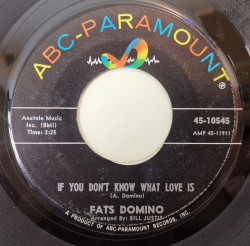 ABC-PARAMOUNT
abc
Anatole Music
Inc. (BMI)
Time: 2:25
45-10545
AMP 45-11911
IF YOU DON'T KNOW WHAT LOVE IS
(A. Domino)
FATS DOMINO
Arranged By: BILL JUSTIS
A PRODUCT OF ABC-PARAMOUNT RECORDS, INC.